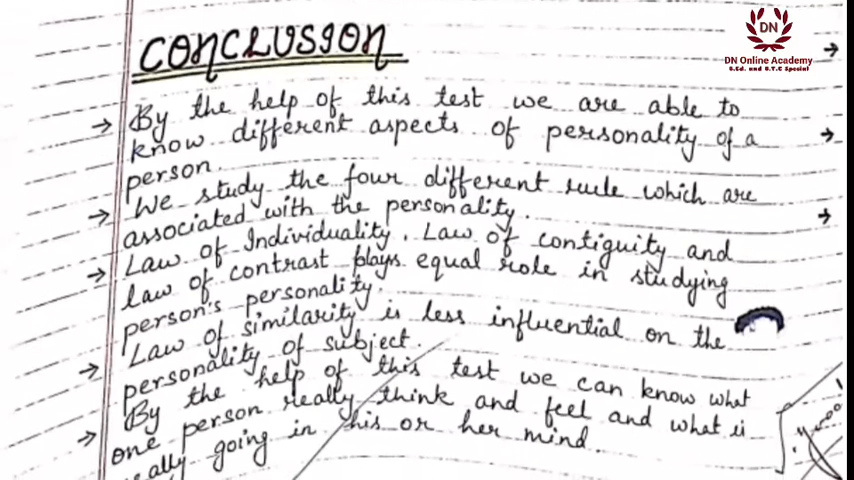 DN
DN Online Academy
B.Ed. and B.T.C Special
CONCLUSION
→ By the help of this test we are able to
know different aspects of personality of a
person.
→ We study the four different rule which are
associated with the personality.
→ Law of Individuality, Law of contiguity and
law of contrast plays equal role in studying
person's personality.
→ Law of similarity is less influential on the
personality of subject.
→ By the help of this test we can know what
one person really think and feel and what is
really going in his or her mind.